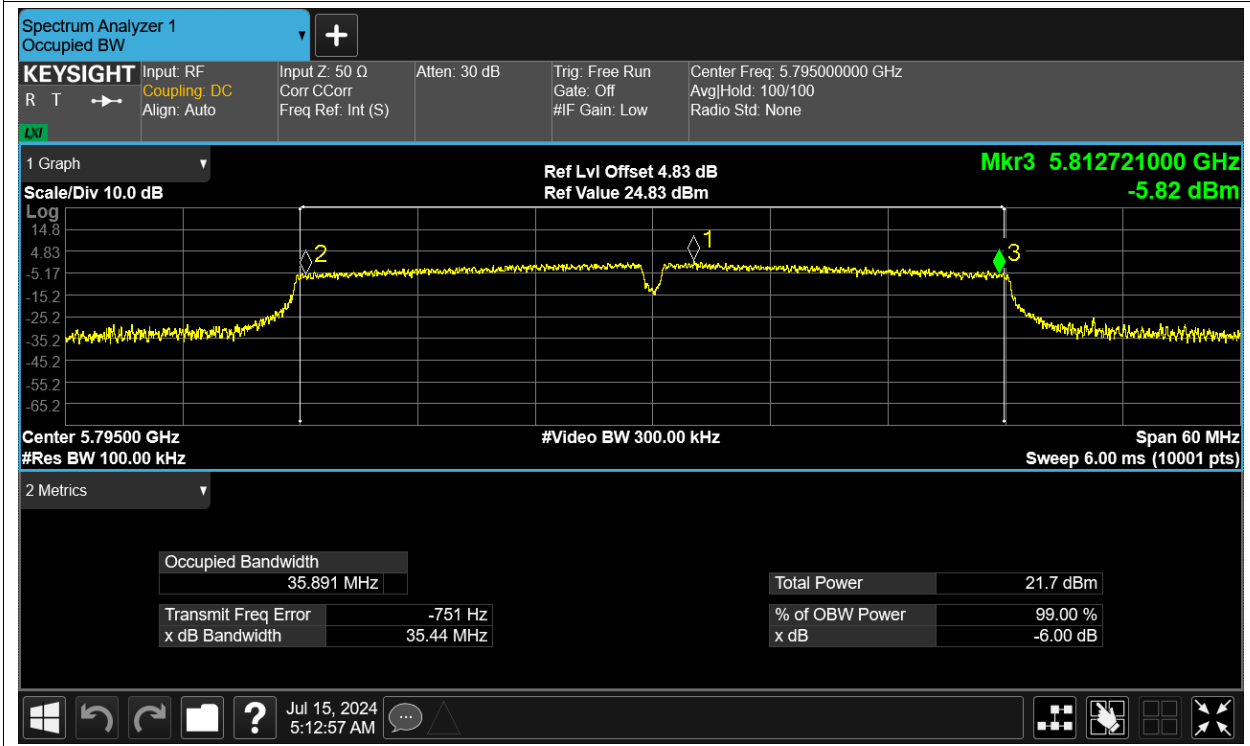 Spectrum Analyzer 1
Occupied BW
KEYSIGHT
R T
LXI
Input: RF
Coupling: DC
Align: Auto
Input Z: 50 Ω
Corr CCorr
Freq Ref: Int (S)
Atten: 30 dB
Trig: Free Run
Gate: Off
#IF Gain: Low
Center Freq: 5.795000000 GHz
Avg|Hold: 100/100
Radio Std: None
1 Graph
Scale/Div 10.0 dB
Ref Lvl Offset 4.83 dB
Ref Value 24.83 dBm
Mkr3 5.812721000 GHz
-5.82 dBm
Log
14.8
4.83
-5.17
-15.2
-25.2
-35.2
-45.2
-55.2
-65.2
2
1
3
Center 5.79500 GHz
#Video BW 300.00 kHz
Span 60 MHz
#Res BW 100.00 kHz
Sweep 6.00 ms (10001 pts)
2 Metrics
Occupied Bandwidth
35.891 MHz
Total Power 21.7 dBm
Transmit Freq Error -751 Hz
% of OBW Power 99.00 %
x dB Bandwidth 35.44 MHz
x dB -6.00 dB
?
Jul 15, 2024
5:12:57 AM